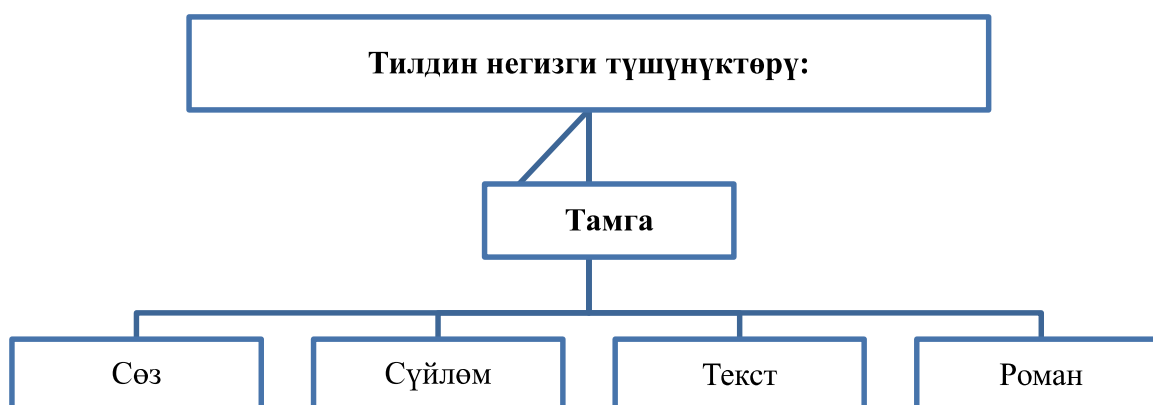 Тилдин негизги түшүнүктөрү:
Тамга
Сөз
Сүйлөм
Текст
Роман